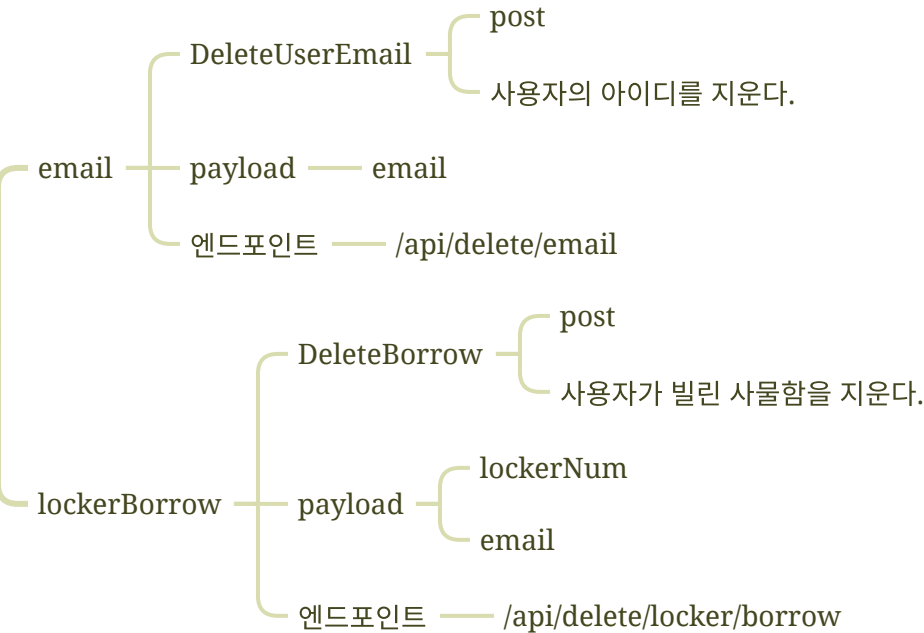 post
DeleteUserEmail
사용자의 아이디를 지운다.
email
payload
email
엔드포인트
/api/delete/email
post
DeleteBorrow
사용자가 빌린 사물함을 지운다.
lockerNum
lockerBorrow
payload
email
엔드포인트
/api/delete/locker/borrow